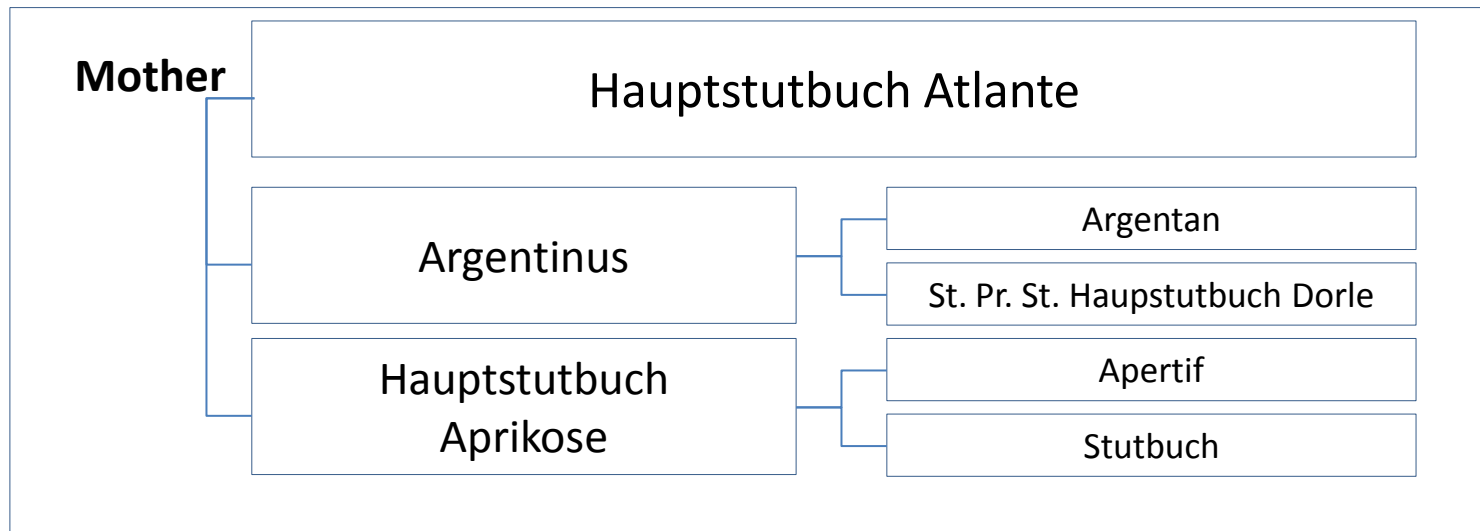 Mother
Hauptstutbuch Atlante
Argentinus
Argentan
St. Pr. St. Haupstutbuch Dorle
Hauptstutbuch
Aprikose
Apertif
Stutbuch